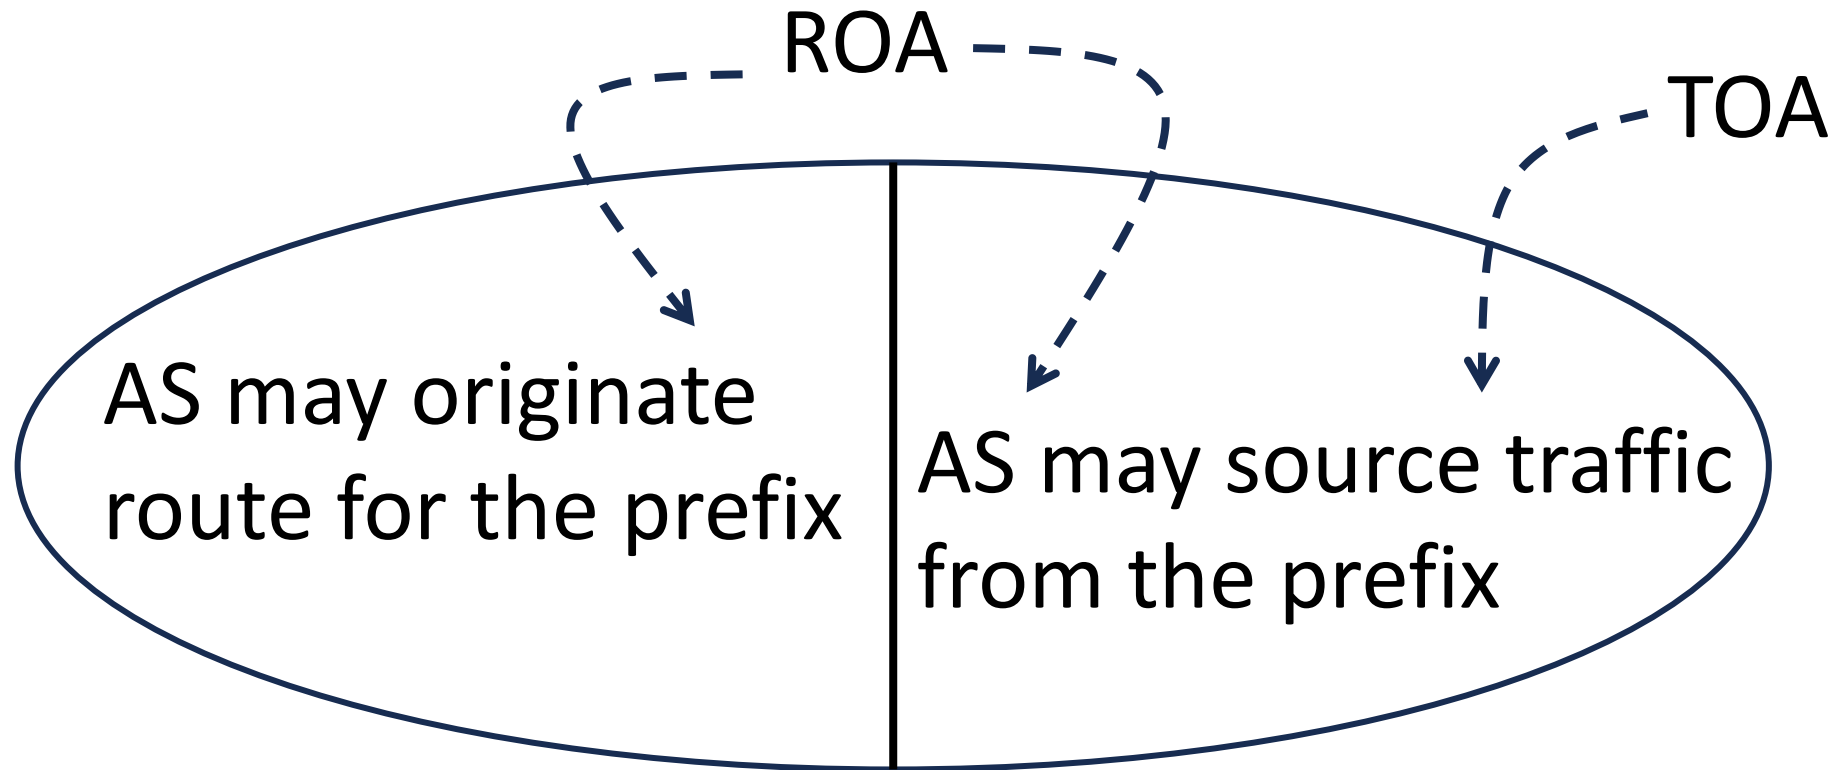 ROA
TOA
AS may originate
route for the prefix
AS may source traffic
from the prefix